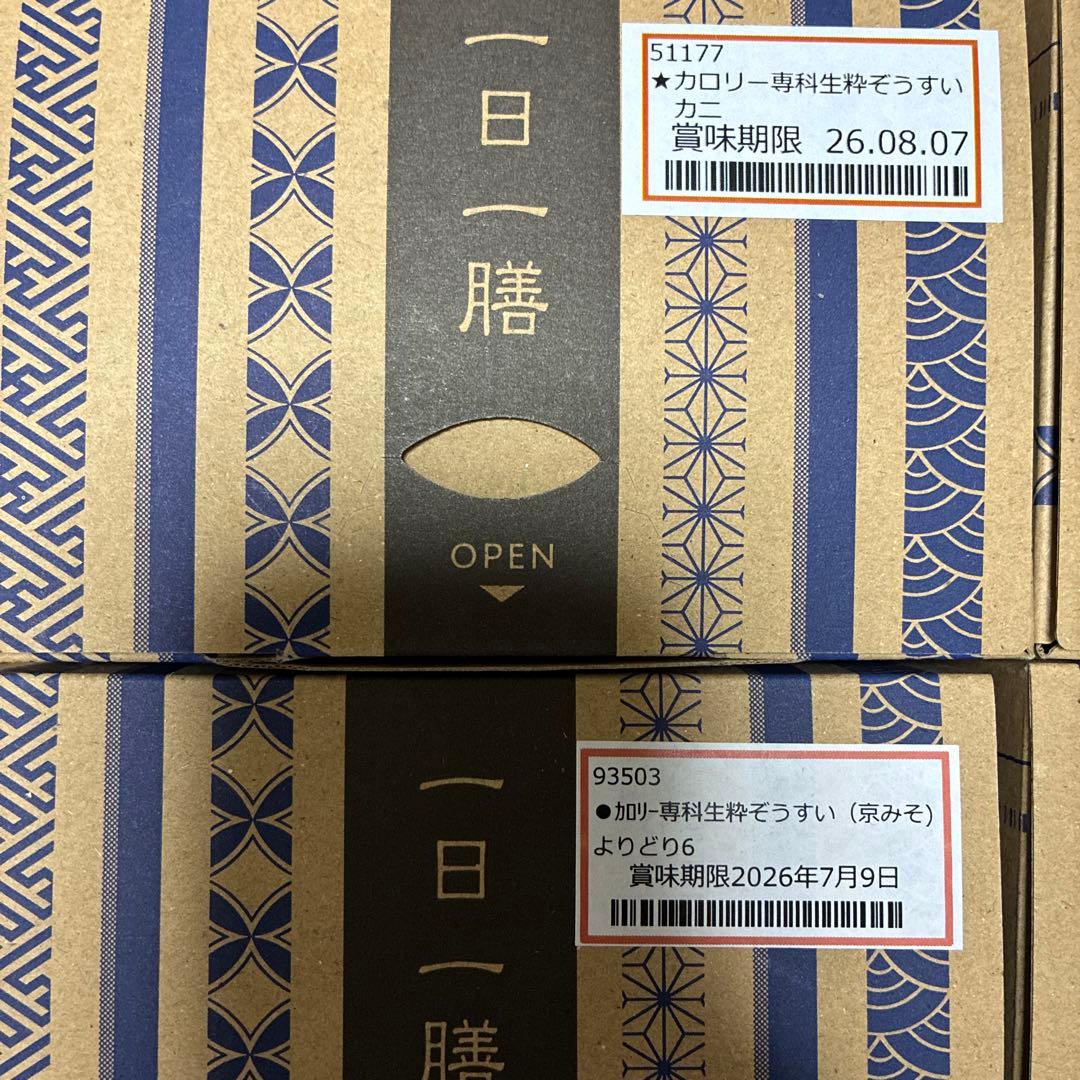 一日一膳
OPEN
51177
★カロリー専科生粋ぞうすい
カニ
賞味期限 26.08.07
一日一膳
93503
●ｶﾛﾘｰ専科生粋ぞうすい（京みそ)
よりどり6
賞味期限2026年7月9日